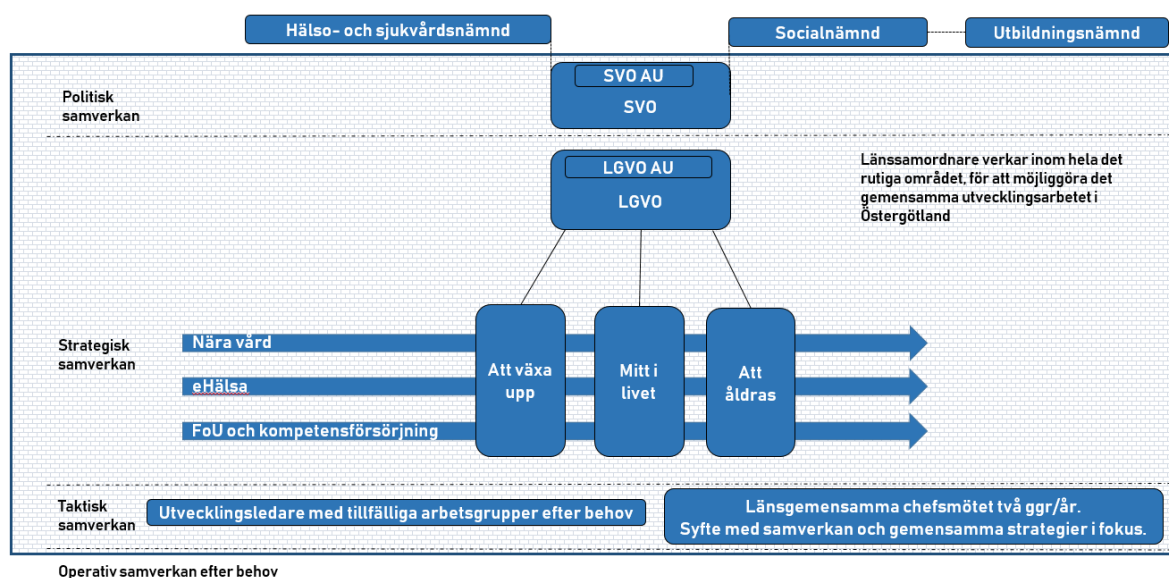 Hälso- och sjukvårdsnämnd
Socialnämnd
Utbildningsnämnd
SVO AU
SVO
Politisk
samverkan
LGVO AU
LGVO
Länssamordnare verkar inom hela det
rutiga området, för att möjliggöra det
gemensamma utvecklingsarbetet i
Östergötland
Strategisk
samverkan
Nära vård
eHälsa
FoU och kompetensförsörjning
Att växa
upp
Mitt i
livet
Att
åldras
Taktisk
samverkan
Utvecklingsledare med tillfälliga arbetsgrupper efter behov
Länsgemensamma chefsmötet två ggr/år.
Syfte med samverkan och gemensamma strategier i fokus.
Operativ samverkan efter behov